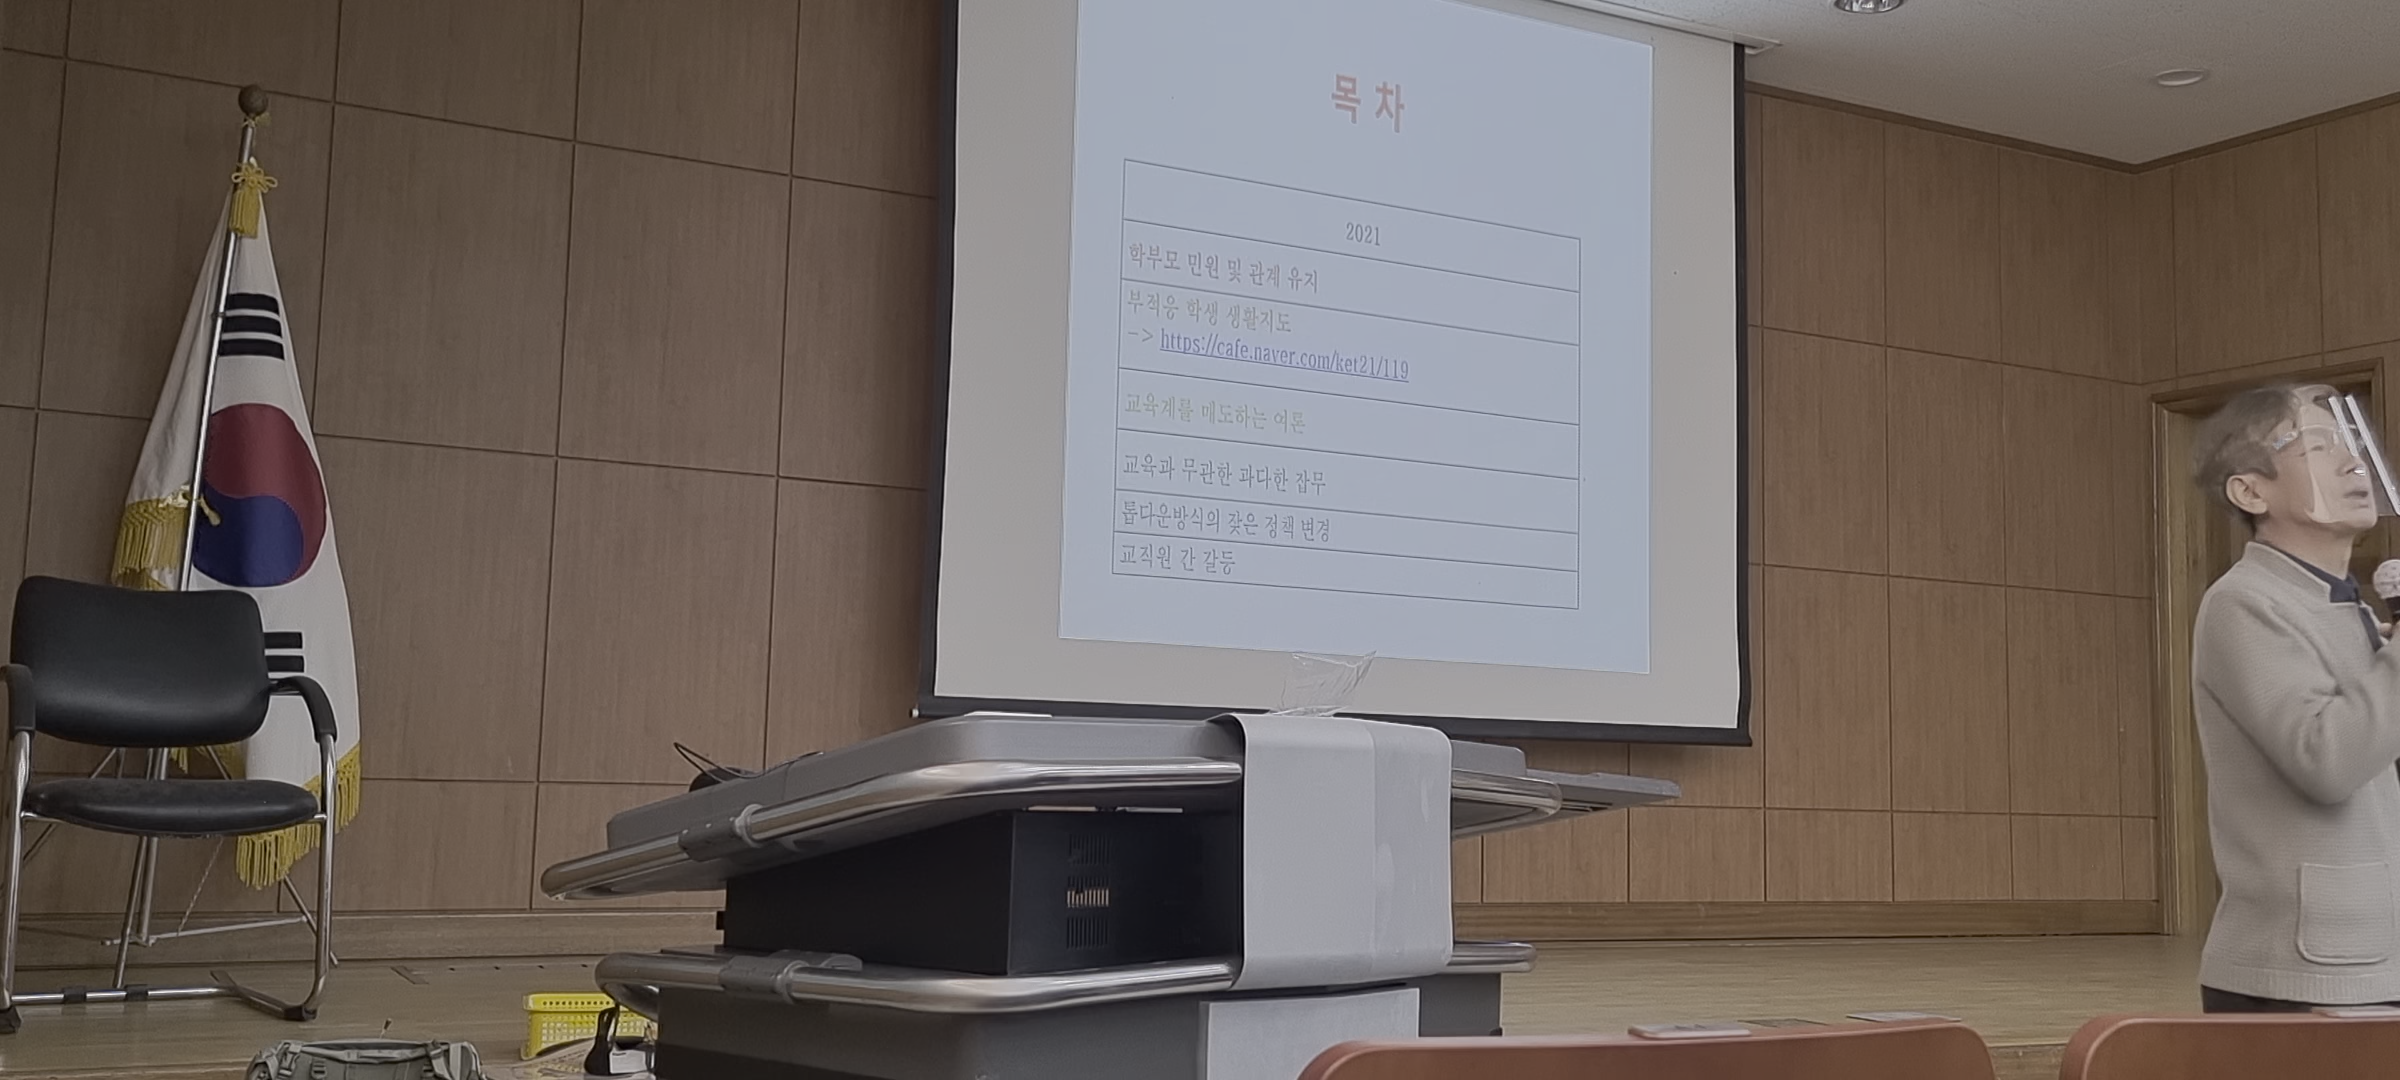 목 차
2021
학부모 민원 및 관계 유지
부적응 학생 생활지도
-> https://cafe.naver.com/ket21/119
교육계를 매도하는 여론
교육과 무관한 과다한 잡무
톱다운방식의 잦은 정책 변경
교직원 간 갈등